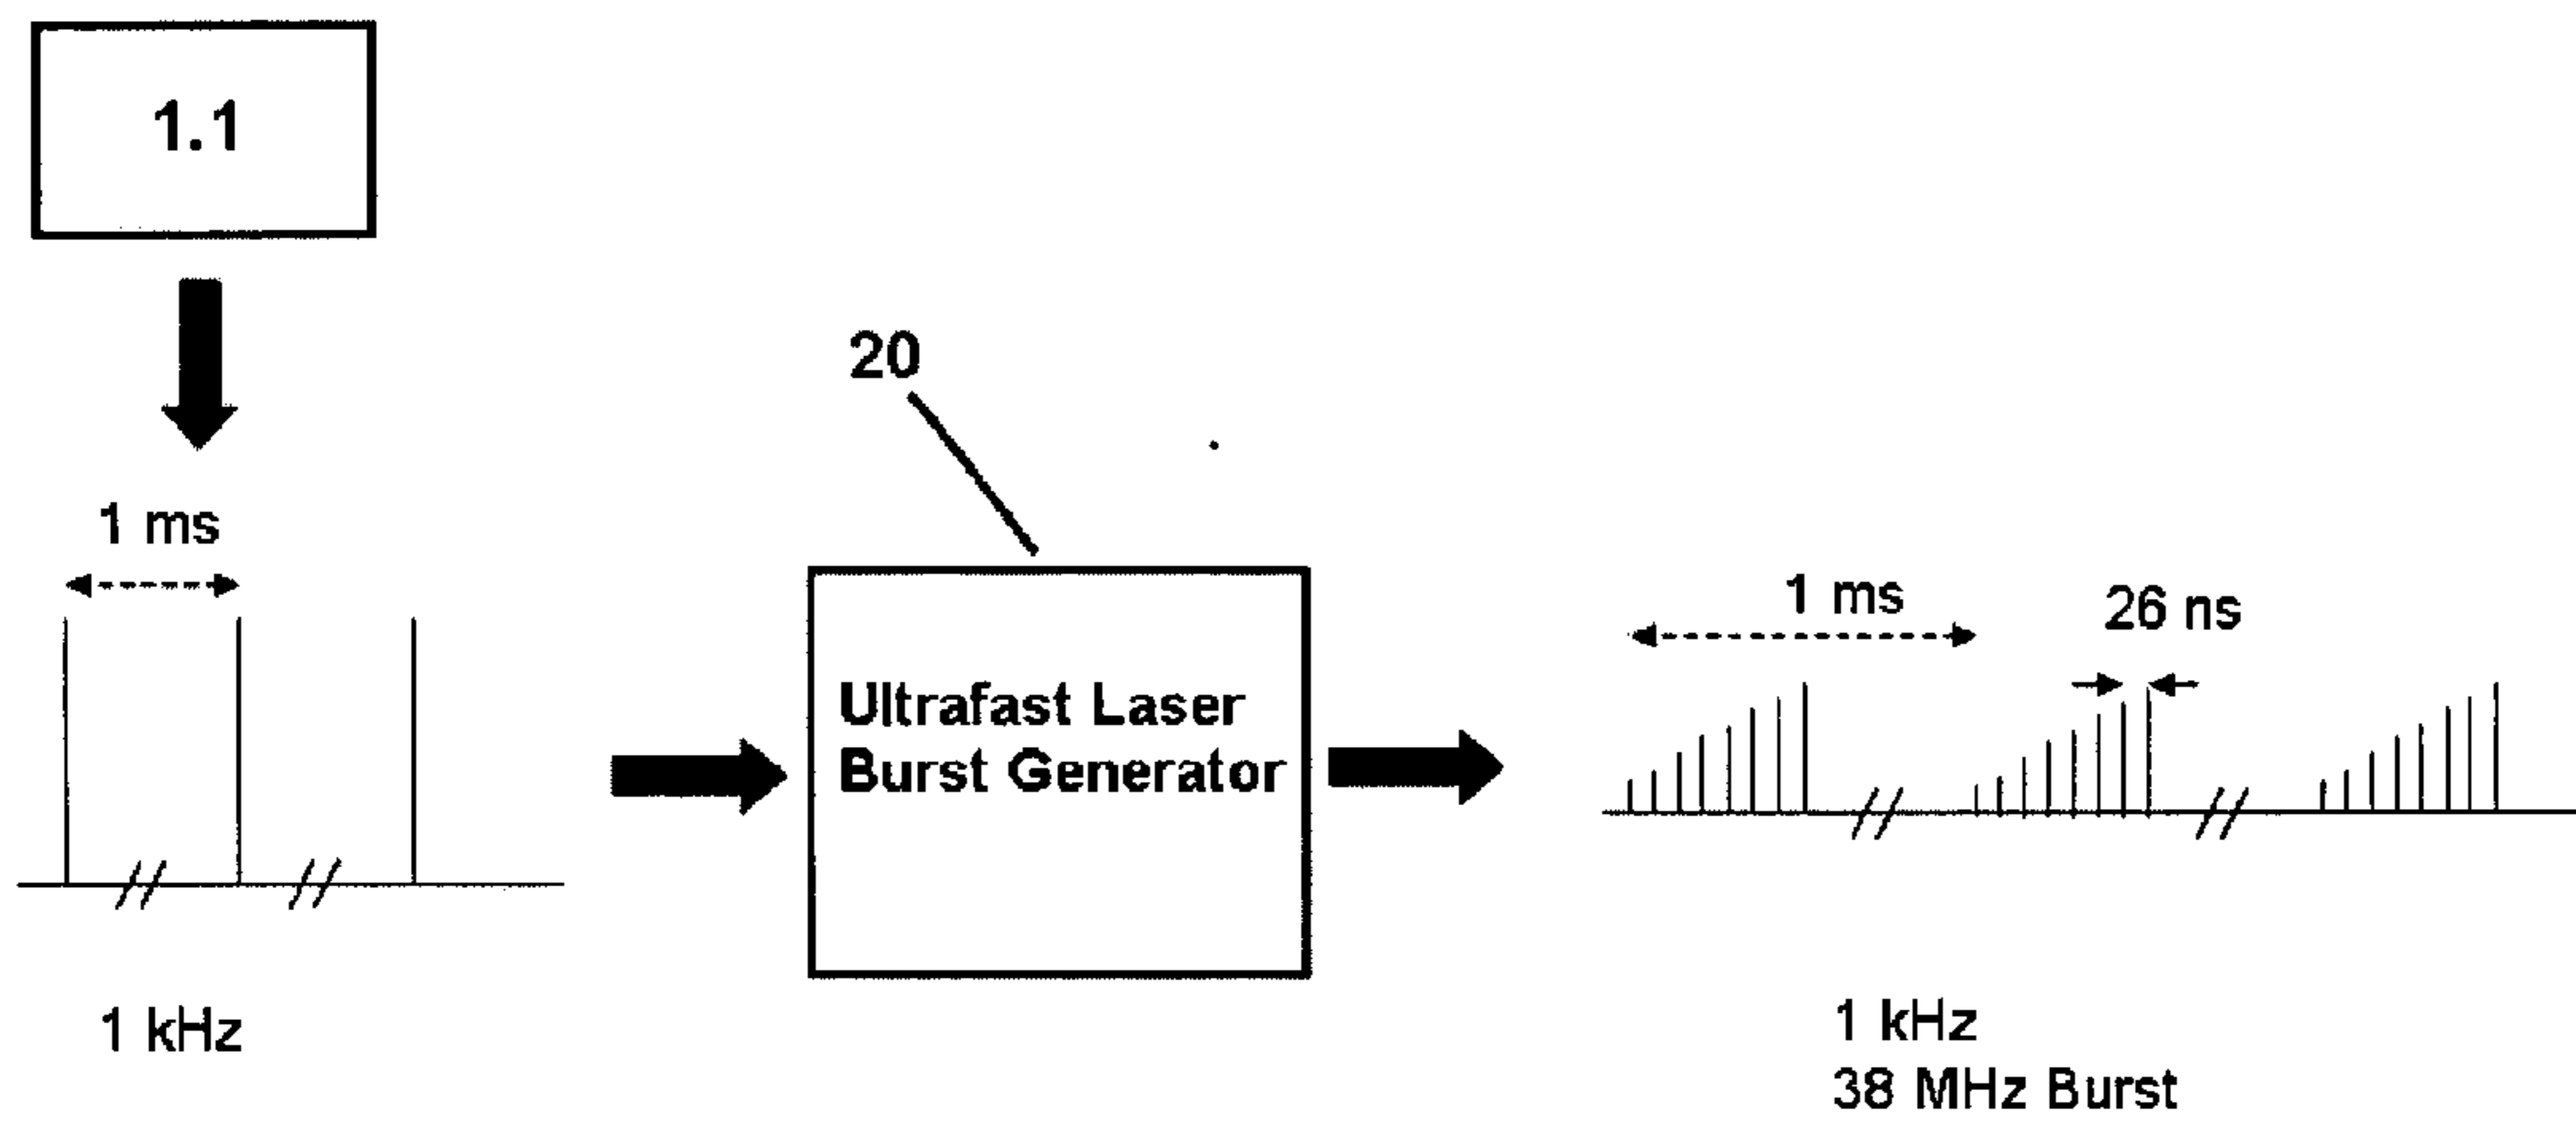 1.1
20
1 ms
1 ms
26 ns
Ultrafast Laser
Burst Generator
1 kHz
1 kHz
38 MHz Burst